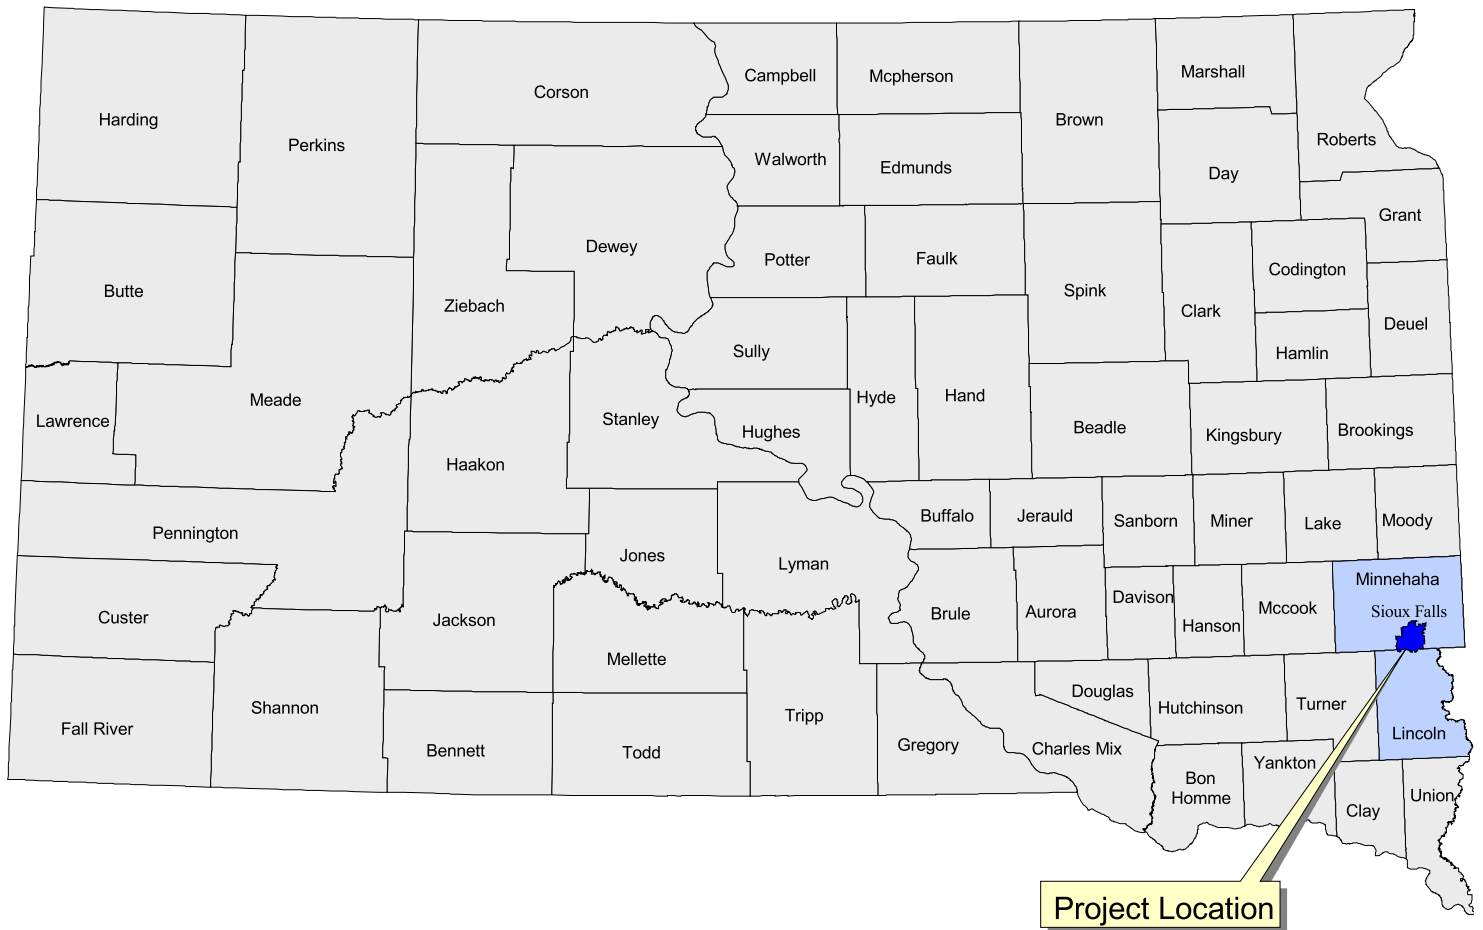 Harding
Perkins
Corson
Campbell
Mcpherson
Brown
Marshall
Roberts
Walworth
Edmunds
Day
Grant
Butte
Ziebach
Dewey
Potter
Faulk
Spink
Clark
Codington
Hamlin
Deuel
Lawrence
Meade
Haakon
Stanley
Sully
Hughes
Hyde
Hand
Beadle
Kingsbury
Brookings
Pennington
Jones
Lyman
Buffalo
Jerauld
Sanborn
Miner
Lake
Moody
Custer
Jackson
Mellette
Brule
Aurora
Davison
Hanson
Mccook
Minnehaha
Sioux Falls
Fall River
Shannon
Bennett
Todd
Tripp
Gregory
Charles Mix
Douglas
Hutchinson
Turner
Lincoln
Bon
Homme
Yankton
Clay
Union
Project Location